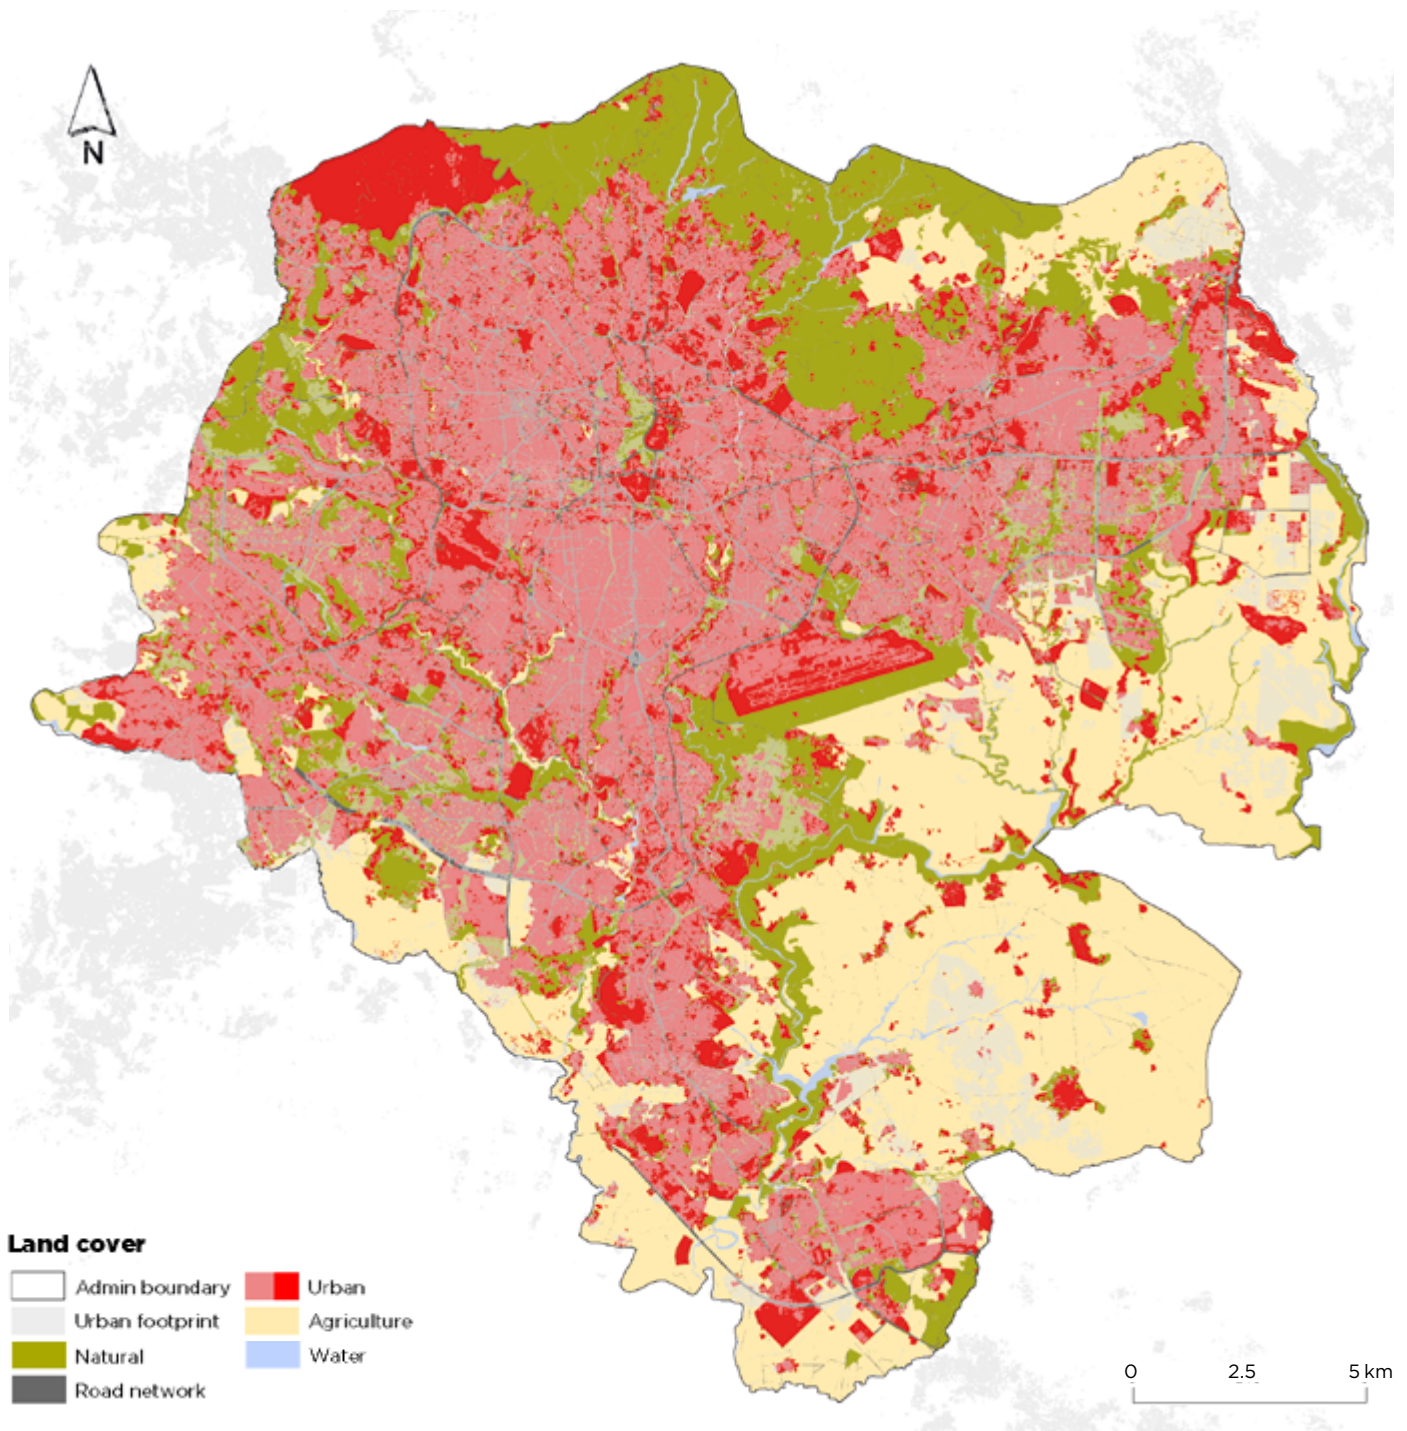 N
Land cover
Admin boundary
Urban
Urban footprint
Agriculture
Natural
Water
Road network
0 2.5 5 km